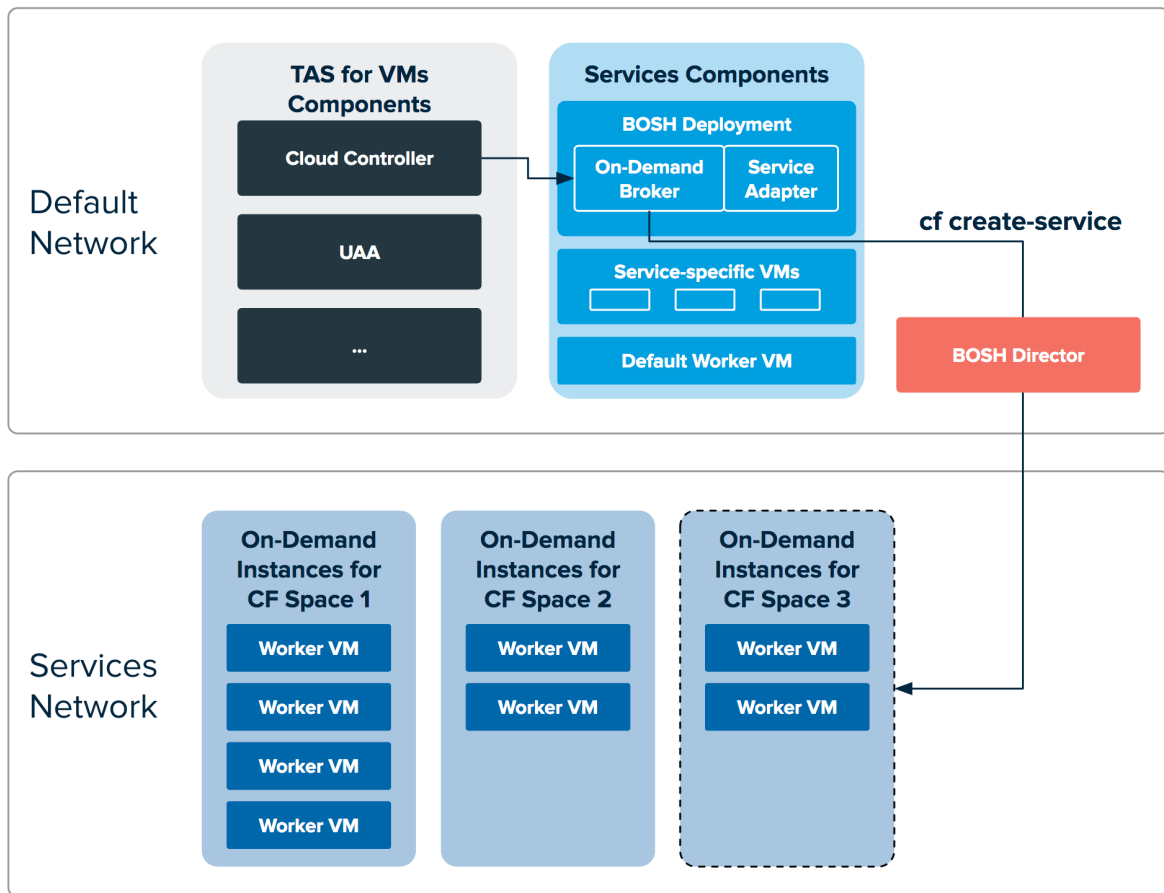 Default
Network
TAS for VMs
Components
Cloud Controller
UAA
...
Services Components
BOSH Deployment
On-Demand
Broker
Service
Adapter
Service-specific VMs
Default Worker VM
cf create-service
BOSH Director
Services
Network
On-Demand
Instances for
CF Space 1
Worker VM
Worker VM
Worker VM
Worker VM
On-Demand
Instances for
CF Space 2
Worker VM
Worker VM
On-Demand
Instances for
CF Space 3
Worker VM
Worker VM